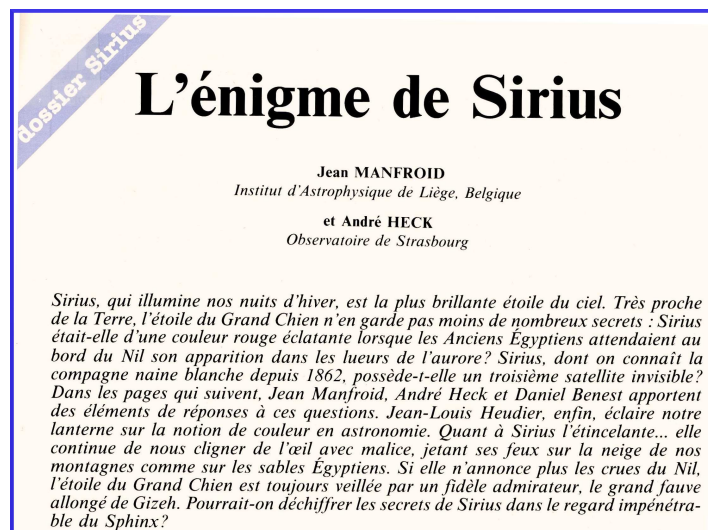 dossier Sirius
L'énigme de Sirius
Jean MANFROID
Institut d'Astrophysique de Liège, Belgique
et André HECK
Observatoire de Strasbourg
Sirius, qui illumine nos nuits d'hiver, est la plus brillante étoile du ciel. Très proche
de la Terre, l'étoile du Grand Chien n'en garde pas moins de nombreux secrets : Sirius
était-elle d'une couleur rouge éclatante lorsque les Anciens Égyptiens attendaient au
bord du Nil son apparition dans les lueurs de l'aurore? Sirius, dont on connaît la
compagne naine blanche depuis 1862, possède-t-elle un troisième satellite invisible?
Dans les pages qui suivent, Jean Manfroid, André Heck et Daniel Benest apportent
des éléments de réponses à ces questions. Jean-Louis Heudier, enfin, éclaire notre
lanterne sur la notion de couleur en astronomie. Quant à Sirius l'étincelante... elle
continue de nous cligner de l'œil avec malice, jetant ses feux sur la neige de nos
montagnes comme sur les sables Égyptiens. Si elle n'annonce plus les crues du Nil,
l'étoile du Grand Chien est toujours veillée par un fidèle admirateur, le grand fauve
allongé de Gizeh. Pourrait-on déchiffrer les secrets de Sirius dans le regard impénétra-
ble du Sphinx?